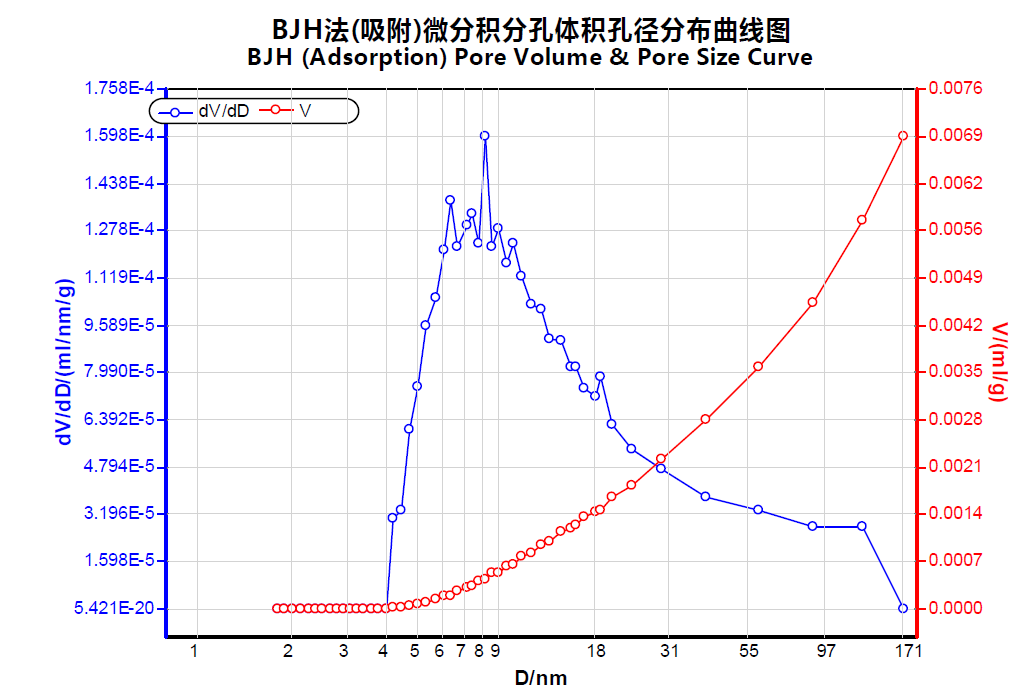 BJH法(吸附)微分积分孔体积孔径分布曲线图
BJH (Adsorption) Pore Volume & Pore Size Curve
dV/dD
V
1.758E-4
1.598E-4
1.438E-4
1.278E-4
1.119E-4
9.589E-5
7.990E-5
6.392E-5
4.794E-5
3.196E-5
1.598E-5
5.421E-20
dV/dD/(ml/nm/g)
0.0076
0.0069
0.0062
0.0056
0.0049
0.0042
0.0035
0.0028
0.0021
0.0014
0.0007
0.0000
V/(ml/g)
1 2 3 4 5 6 7 8 9 18 31 55 97 171
D/nm